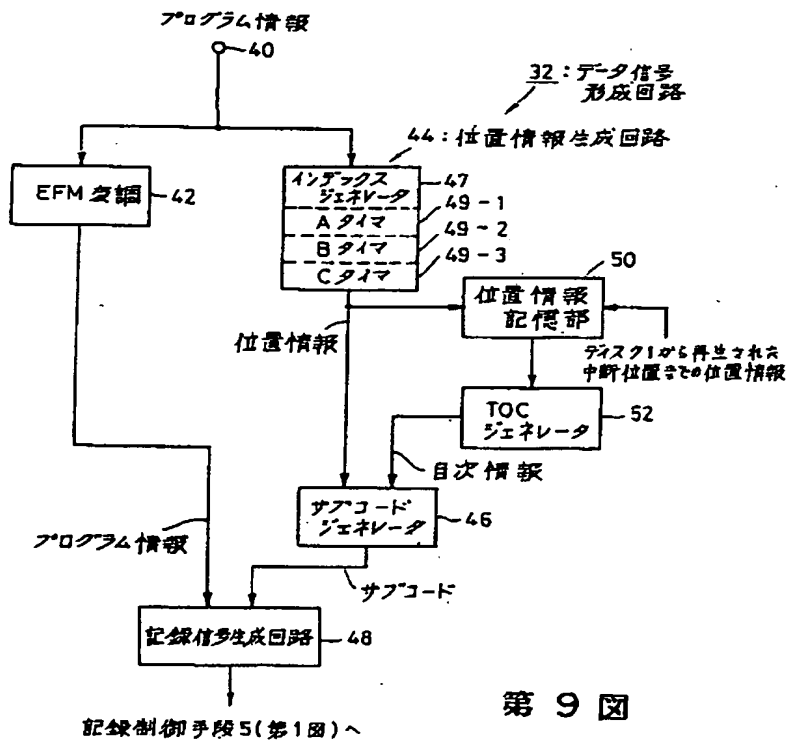 プログラム情報
40
32:データ信号
形成回路
44:位置情報生成回路
EFM変調
42
インデックス
ジェネレータ
47
Aタイマ
49-1
Bタイマ
49-2
Cタイマ
49-3
50
位置情報
記憶部
位置情報
ディスク1から再生された
中断位置までの位置情報
TOC
ジェネレータ
52
目次情報
サブコード
ジェネレータ
46
プログラム情報
サブコード
記録信号生成回路
48
第9図
記録制御手段5(第1図)へ